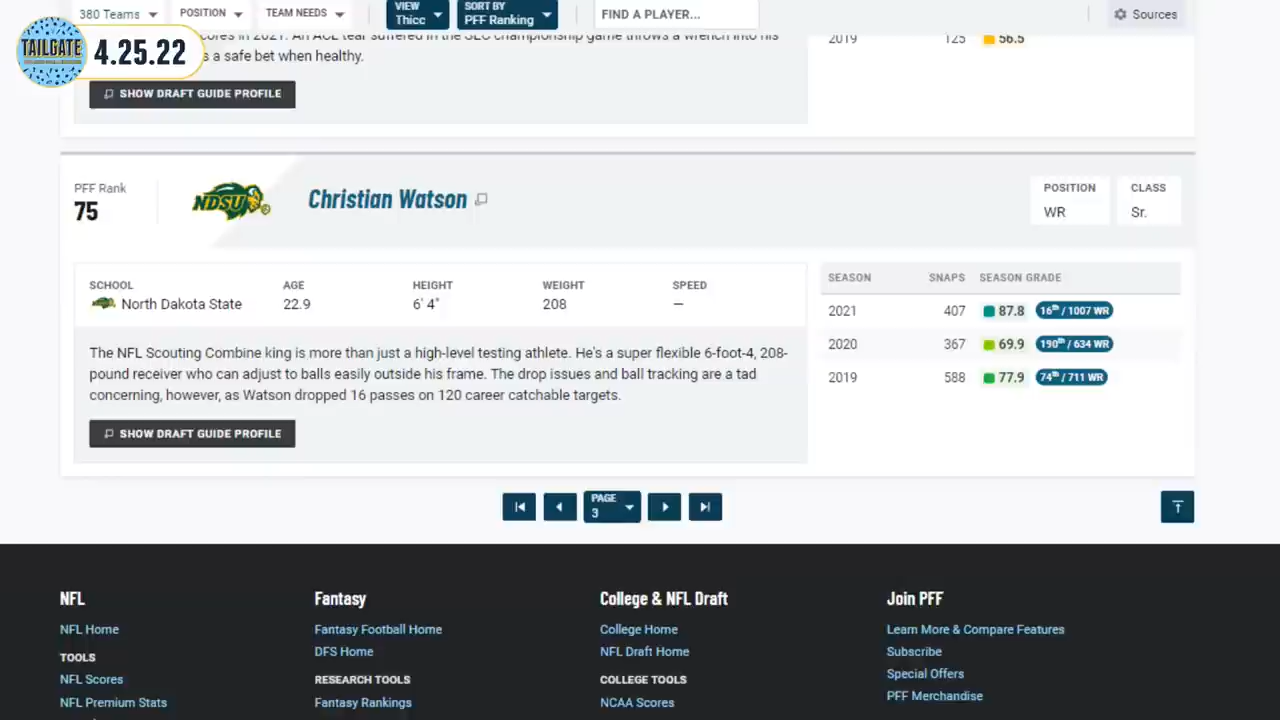 380 Teams
POSITION
TEAM NEEDS
VIEW
Thicc
SORT BY
PFF Ranking
FIND A PLAYER...
Sources
TAILGATE
4.25.22
cores in 2021. An ACL tear suffered in the SEC championship game throws a wrench into his
s a safe bet when healthy.
2019 125 56.5
SHOW DRAFT GUIDE PROFILE
PFF Rank
75
NDSU
Christian Watson
POSITION
WR
CLASS
Sr.
SCHOOL AGE HEIGHT WEIGHT SPEED
North Dakota State 22.9 6' 4" 208 —
The NFL Scouting Combine king is more than just a high-level testing athlete. He's a super flexible 6-foot-4, 208-
pound receiver who can adjust to balls easily outside his frame. The drop issues and ball tracking are a tad
concerning, however, as Watson dropped 16 passes on 120 career catchable targets.
SHOW DRAFT GUIDE PROFILE
SEASON SNAPS SEASON GRADE
2021 407 87.8 16th / 1007 WR
2020 367 69.9 190th / 634 WR
2019 588 77.9 74th / 711 WR
PAGE
3
NFL
NFL Home
TOOLS
NFL Scores
NFL Premium Stats
Fantasy
Fantasy Football Home
DFS Home
RESEARCH TOOLS
Fantasy Rankings
College & NFL Draft
College Home
NFL Draft Home
COLLEGE TOOLS
NCAA Scores
Join PFF
Learn More & Compare Features
Subscribe
Special Offers
PFF Merchandise